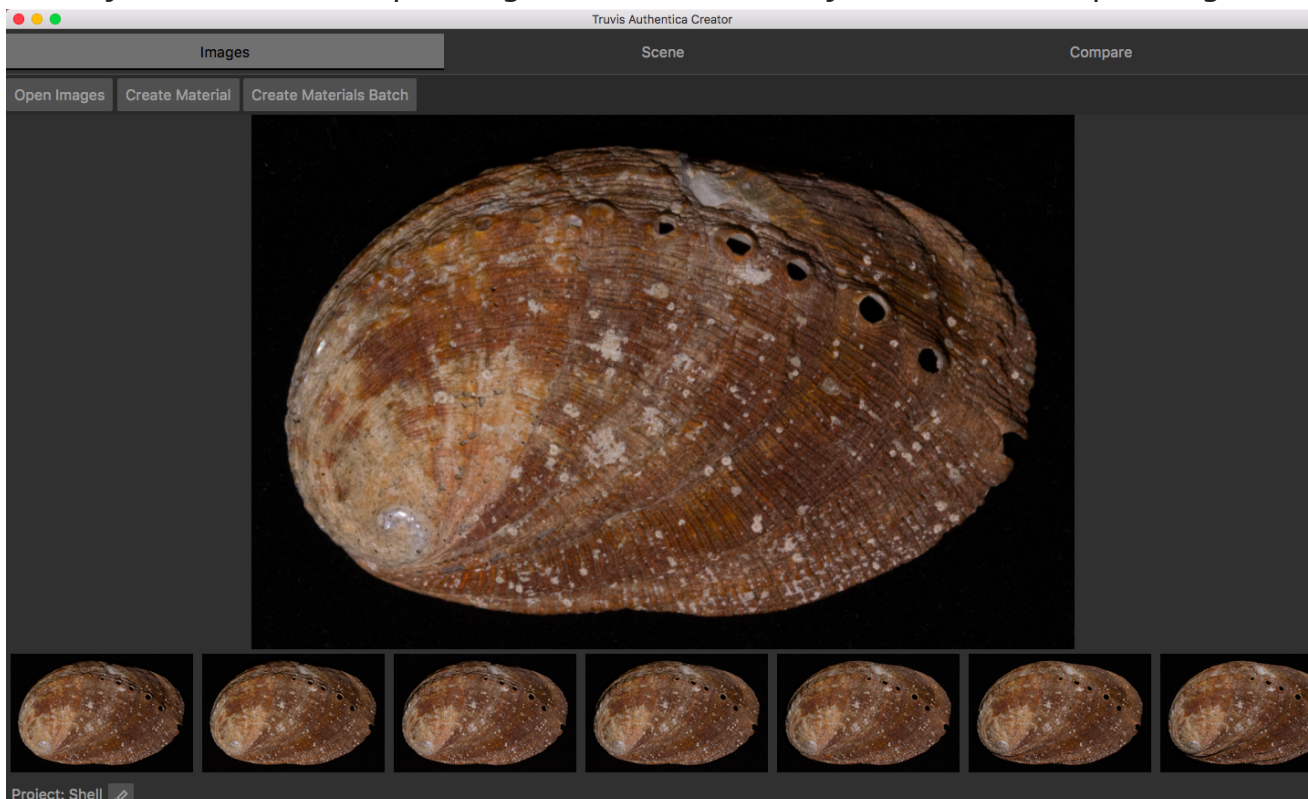 Truvis Authentica Creator
Images Scene Compare
Open Images Create Material Create Materials Batch
Project: Shell